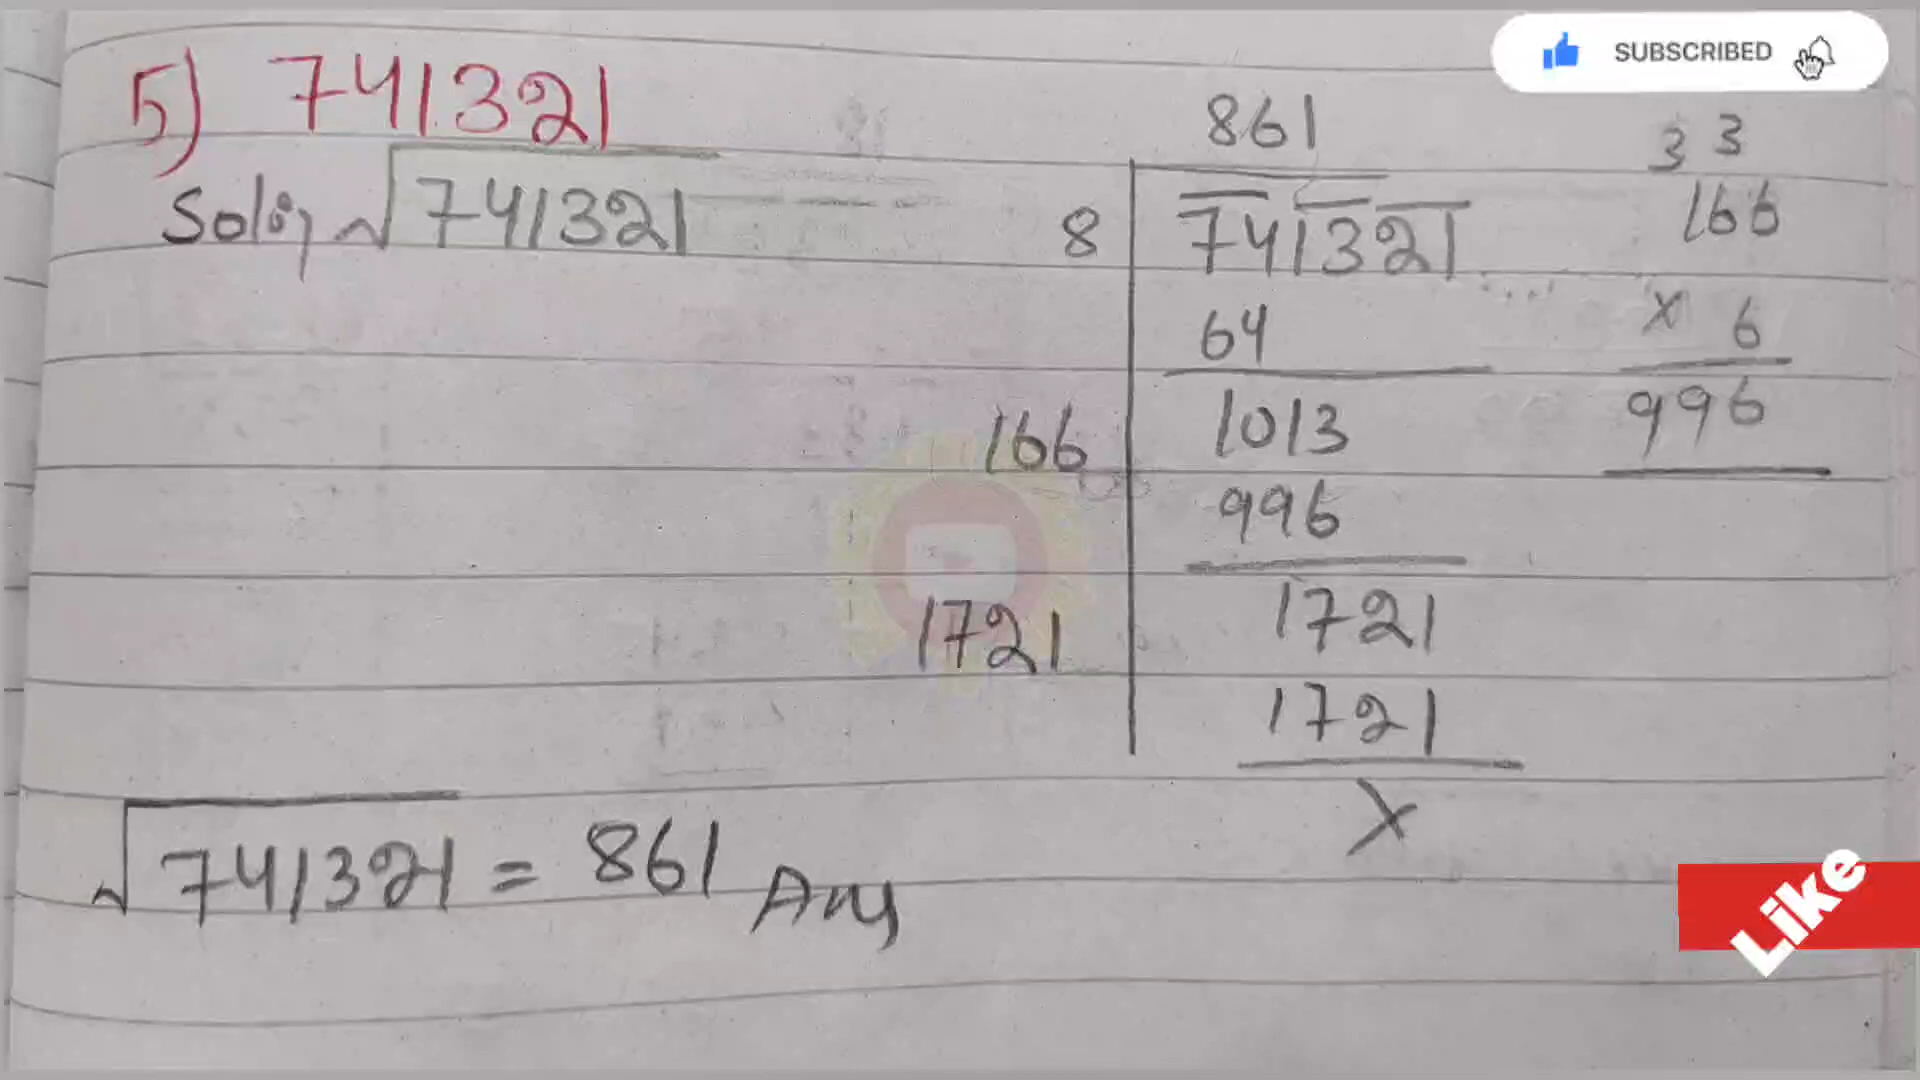 5) 741321
Soln, √741321
861
8 741321
64
166 1013
996
1721 1721
1721
X
33
166
x 6
996
√741321 = 861 Ans
SUBSCRIBED
Like